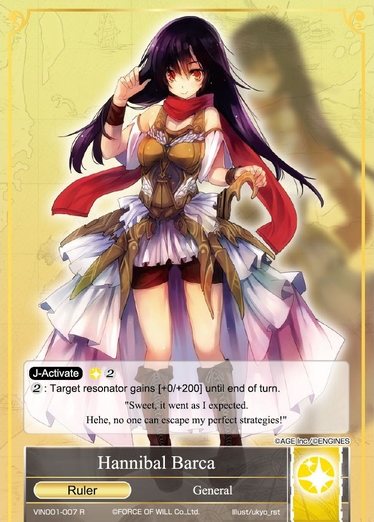 J-Activate 2
2 : Target resonator gains [+0/+200] until end of turn.
"Sweet, it went as I expected.
Hehe, no one can escape my perfect strategies!"
©AGE Inc./©ENGINES
Hannibal Barca
Ruler General
VIN001-007 R ©FORCE OF WILL Co.,Ltd. Illust/ukyo_rst